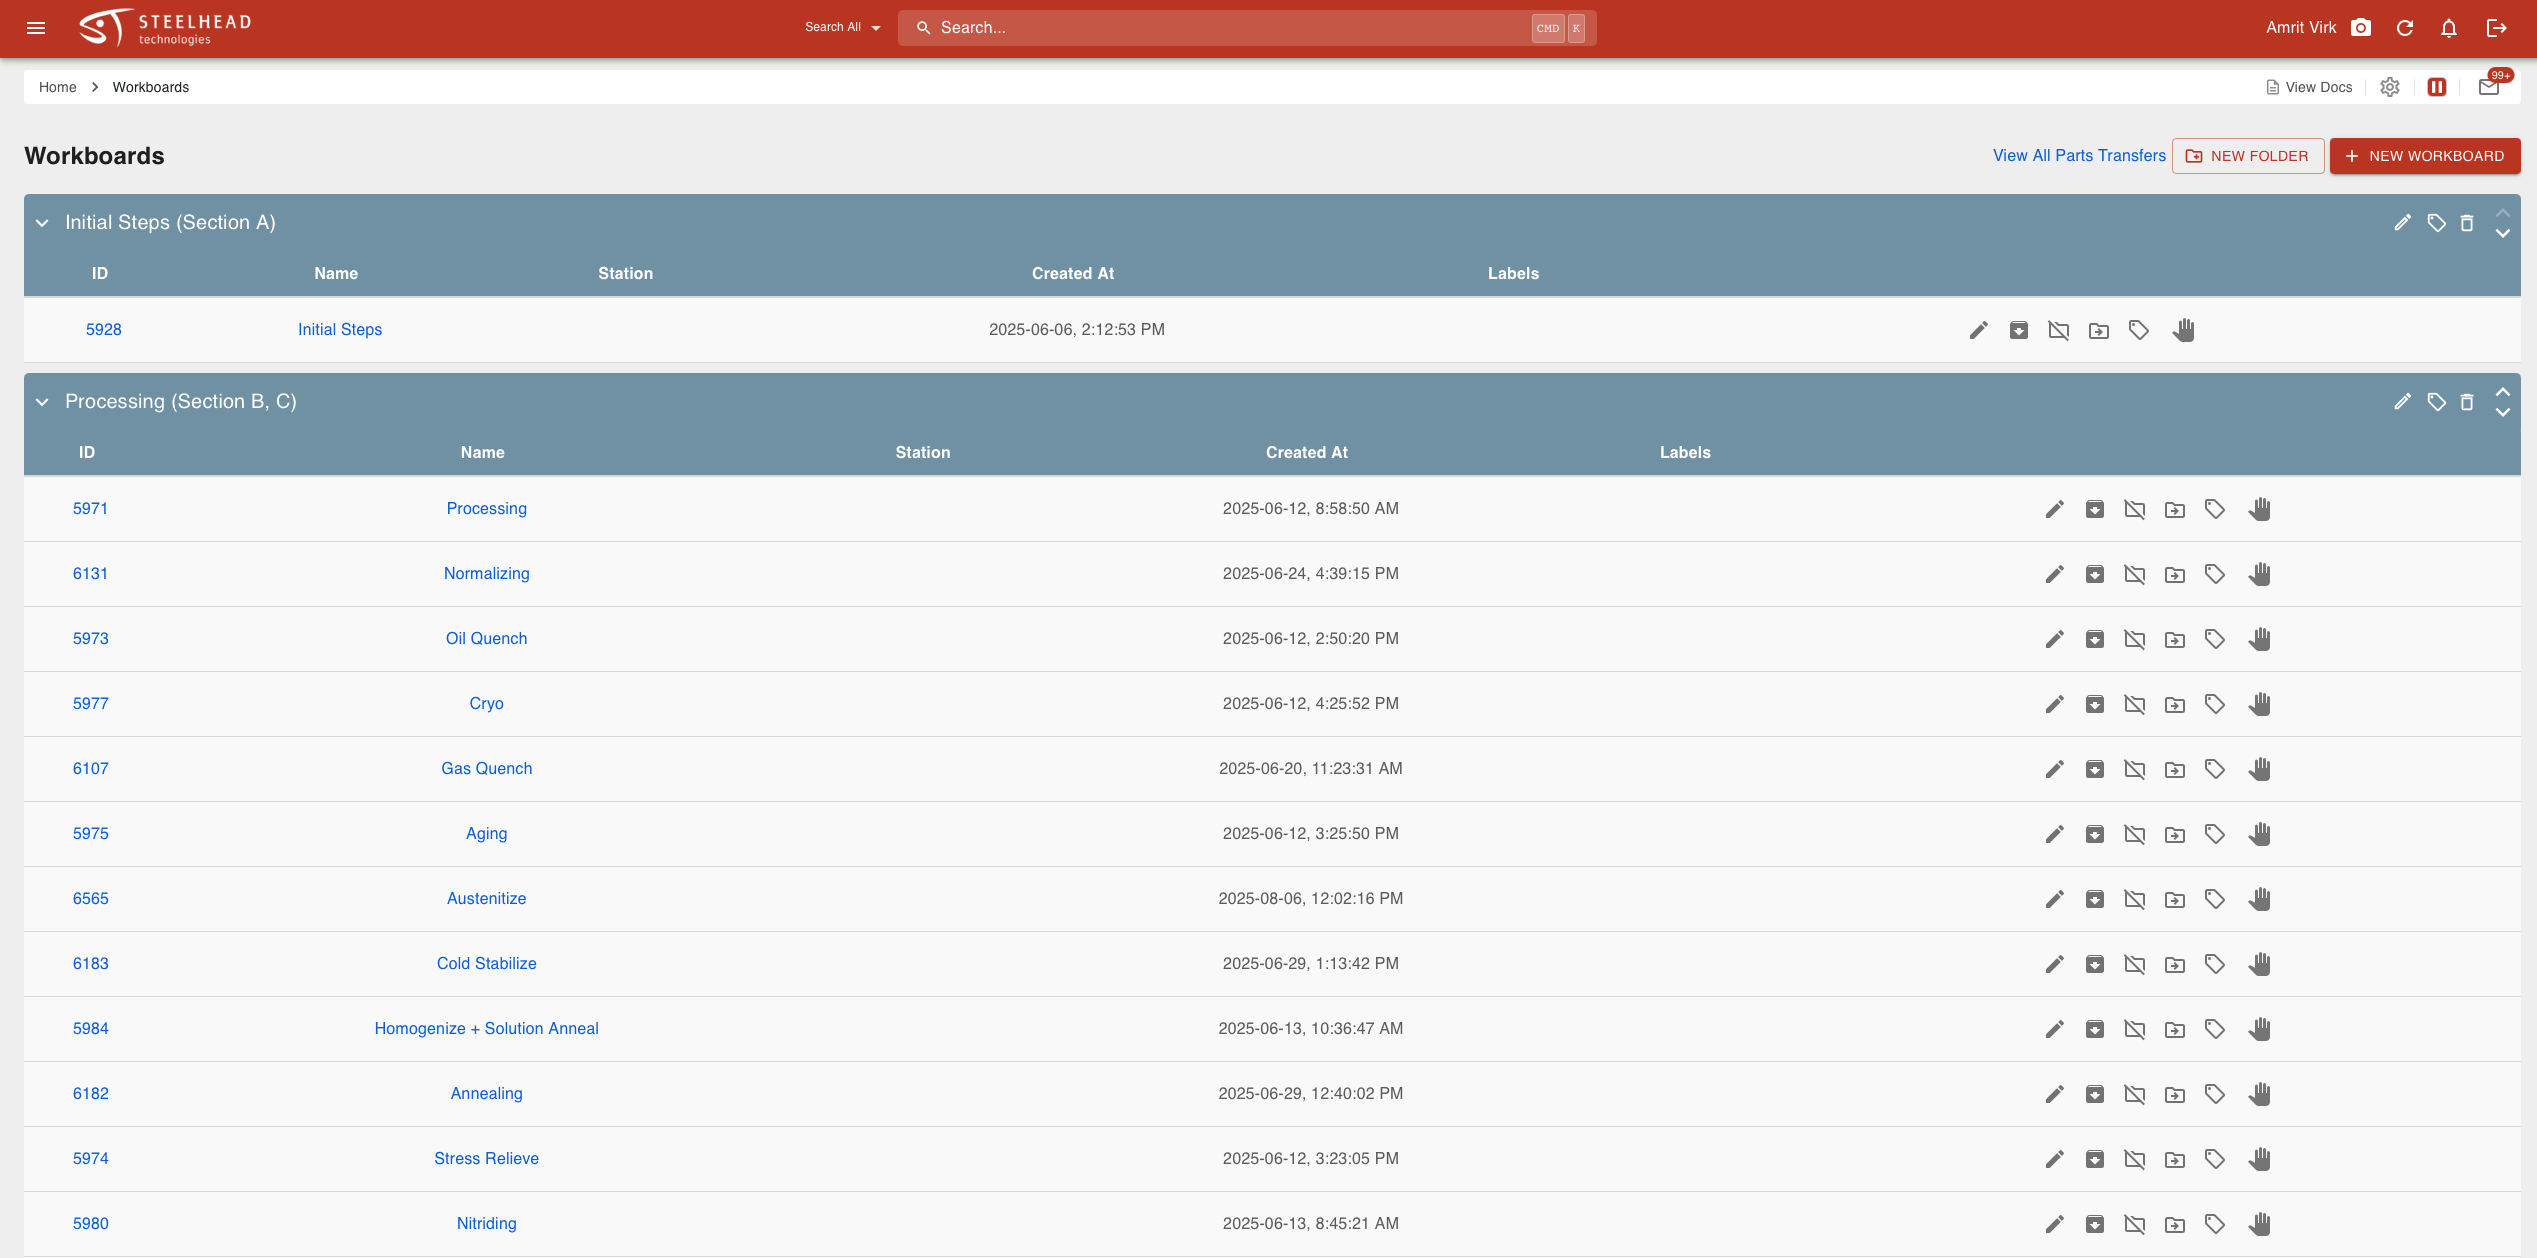 STEELHEAD technologies Search All Search... CMD K Amrit Virk
Home > Workboards View Docs 99+
Workboards View All Parts Transfers NEW FOLDER + NEW WORKBOARD
Initial Steps (Section A)
ID Name Station Created At Labels
5928 Initial Steps 2025-06-06, 2:12:53 PM
Processing (Section B, C)
ID Name Station Created At Labels
5971 Processing 2025-06-12, 8:58:50 AM
6131 Normalizing 2025-06-24, 4:39:15 PM
5973 Oil Quench 2025-06-12, 2:50:20 PM
5977 Cryo 2025-06-12, 4:25:52 PM
6107 Gas Quench 2025-06-20, 11:23:31 AM
5975 Aging 2025-06-12, 3:25:50 PM
6565 Austenitize 2025-08-06, 12:02:16 PM
6183 Cold Stabilize 2025-06-29, 1:13:42 PM
5984 Homogenize + Solution Anneal 2025-06-13, 10:36:47 AM
6182 Annealing 2025-06-29, 12:40:02 PM
5974 Stress Relieve 2025-06-12, 3:23:05 PM
5980 Nitriding 2025-06-13, 8:45:21 AM